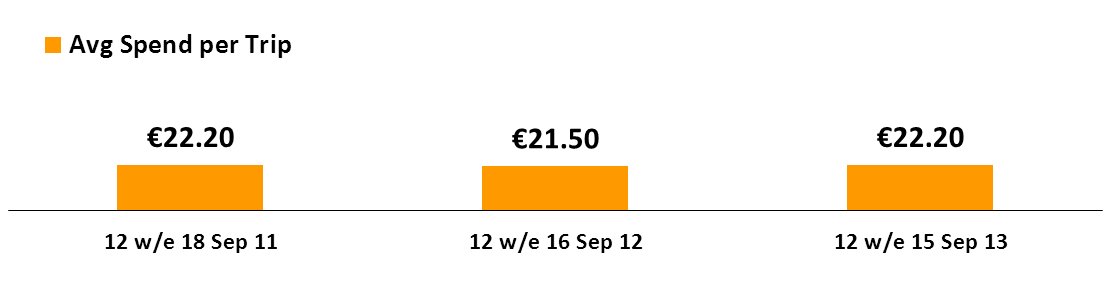 Avg Spend per Trip
€22.20
€21.50
€22.20
12 w/e 18 Sep 11
12 w/e 16 Sep 12
12 w/e 15 Sep 13